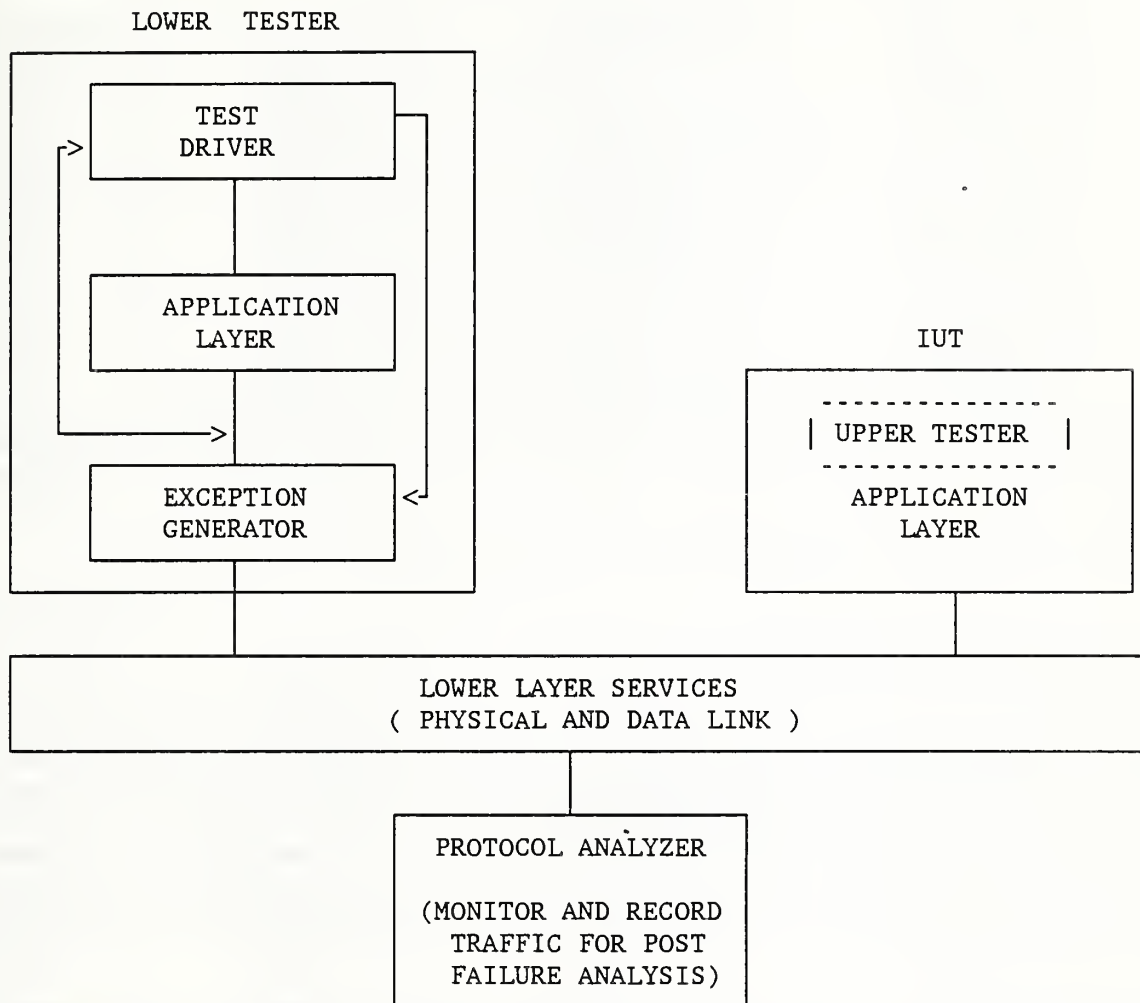 LOWER TESTER
TEST
DRIVER
APPLICATION
LAYER
EXCEPTION
GENERATOR
IUT
UPPER TESTER
APPLICATION
LAYER
LOWER LAYER SERVICES
( PHYSICAL AND DATA LINK )
PROTOCOL ANALYZER
(MONITOR AND RECORD
TRAFFIC FOR POST
FAILURE ANALYSIS)